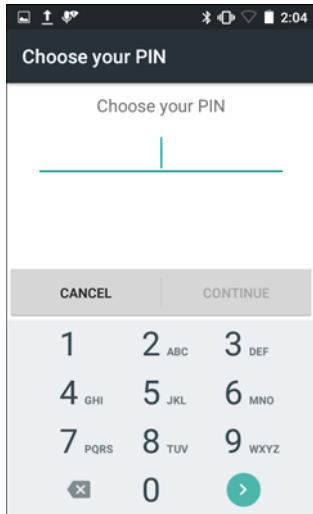 2:04
Choose your PIN
Choose your PIN
CANCEL CONTINUE
1 2 ABC 3 DEF
4 GHI 5 JKL 6 MNO
7 PQRS 8 TUV 9 WXYZ
0